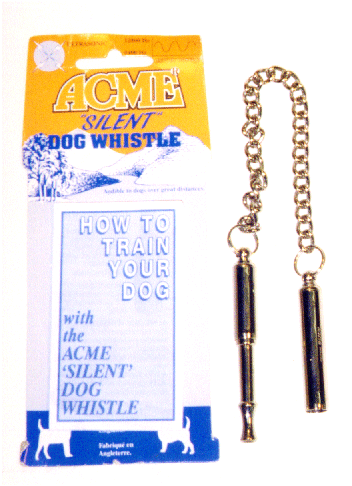 ULTRASONIC
ACME
"SILENT"
DOG WHISTLE
Audible to dogs over great distances
HOW TO
TRAIN
YOUR
DOG
with
the
ACME
'SILENT'
DOG
WHISTLE
Fabriqué en
Angleterre.